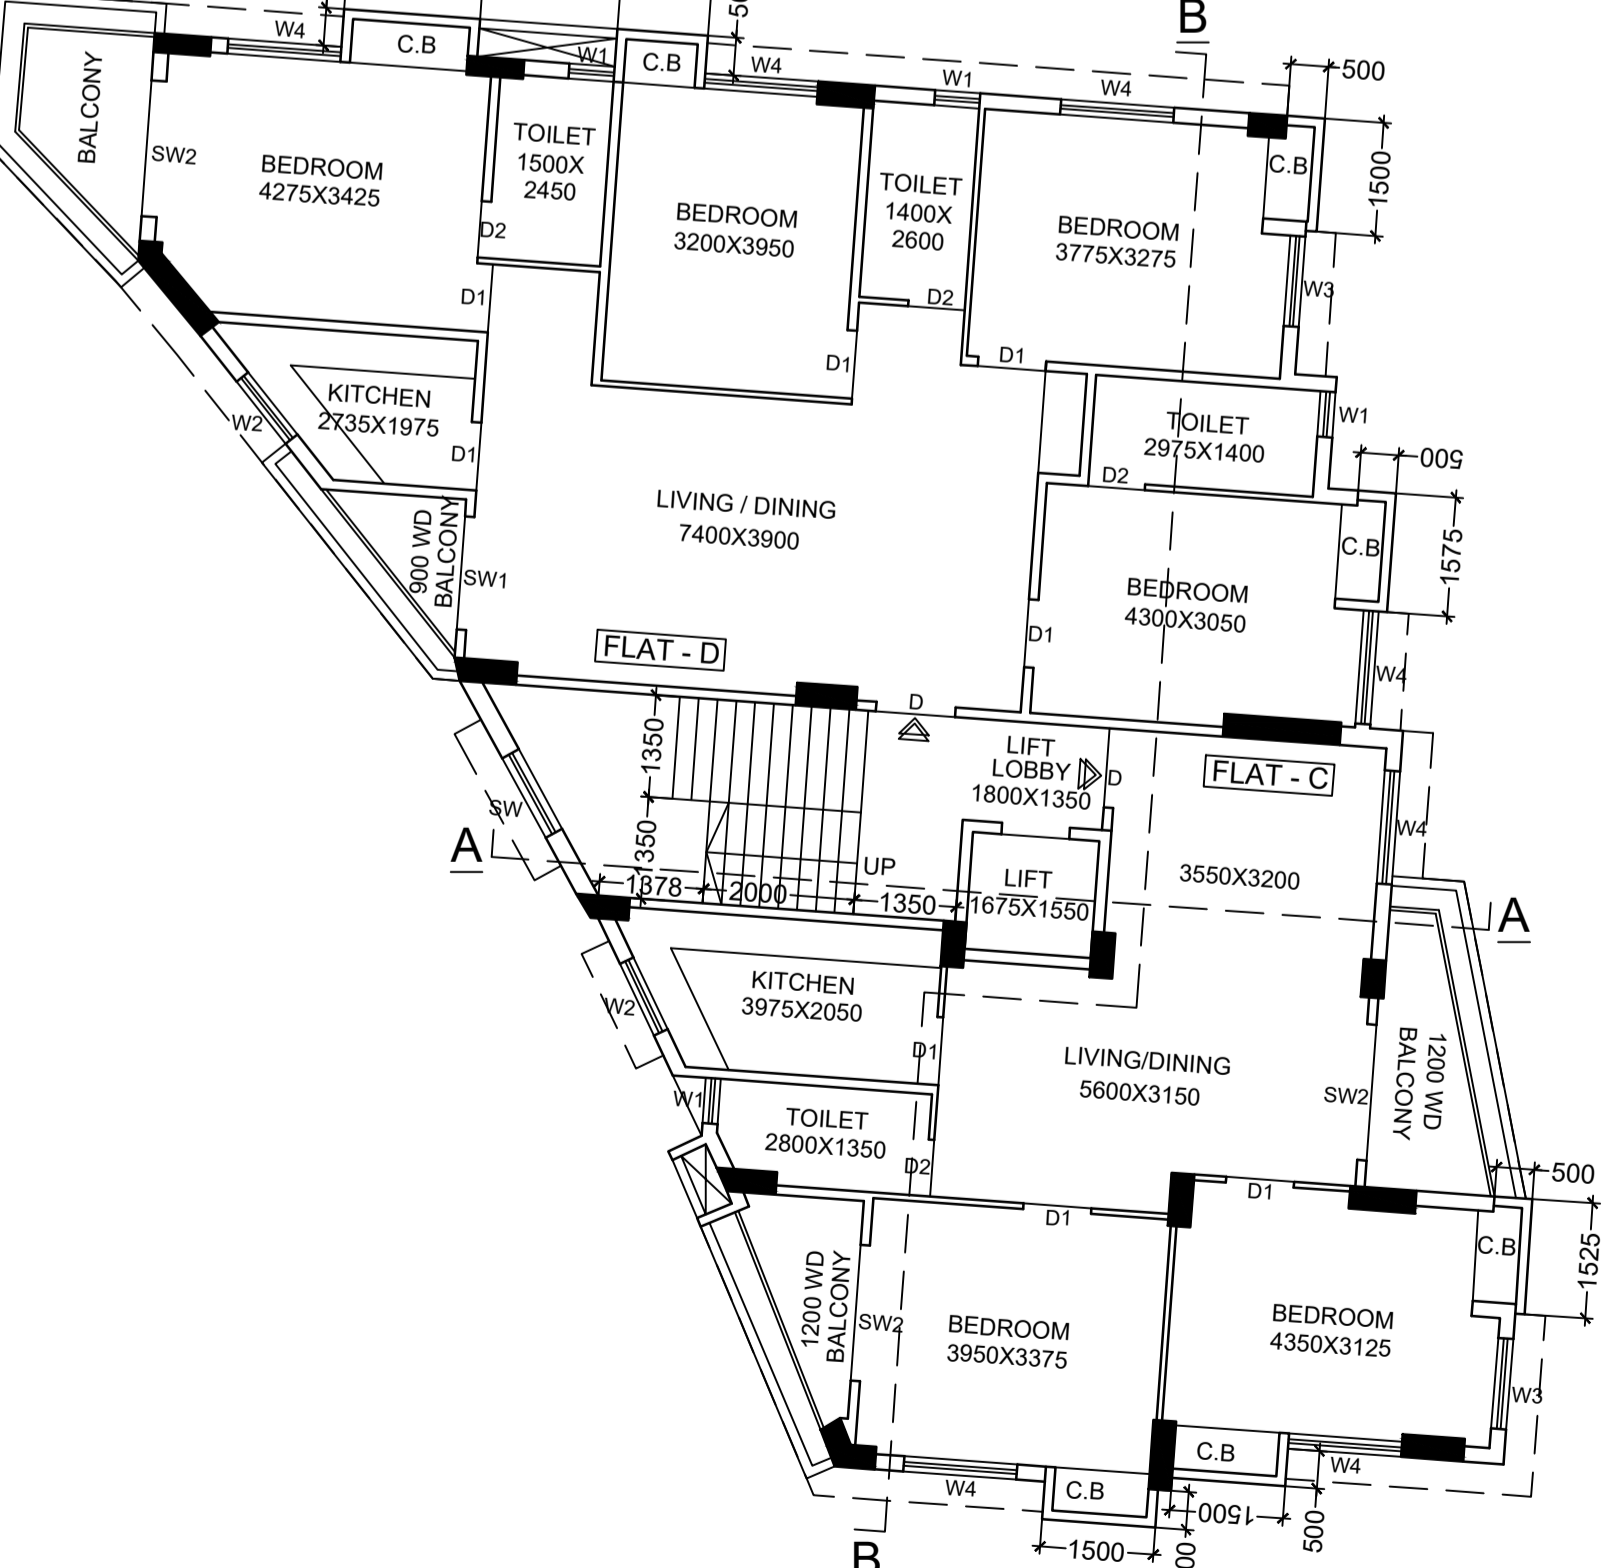 B
50
W4
C.B
W1
C.B
W4
W1
W4
500
BALCONY
SW2
BEDROOM
4275X3425
TOILET
1500X
2450
D2
BEDROOM
3200X3950
TOILET
1400X
2600
D2
BEDROOM
3775X3275
C.B
1500
W3
D1
D1
D1
KITCHEN
2735X1975
W2
D1
TOILET
2975X1400
W1
D2
500
LIVING / DINING
7400X3900
C.B
1575
900 WD
BALCONY
SW1
BEDROOM
4300X3050
D1
W4
FLAT - D
D
LIFT
LOBBY
1800X1350
D
FLAT - C
1350
SW
A
1350
UP
W4
1378
2000
1350
LIFT
1675X1550
3550X3200
A
KITCHEN
3975X2050
W2
D1
LIVING/DINING
5600X3150
SW2
1200 WD
BALCONY
W1
TOILET
2800X1350
D2
D1
D1
500
C.B
1525
1200 WD
BALCONY
SW2
BEDROOM
3950X3375
BEDROOM
4350X3125
W3
C.B
W4
W4
C.B
1500
500
1500
00
B